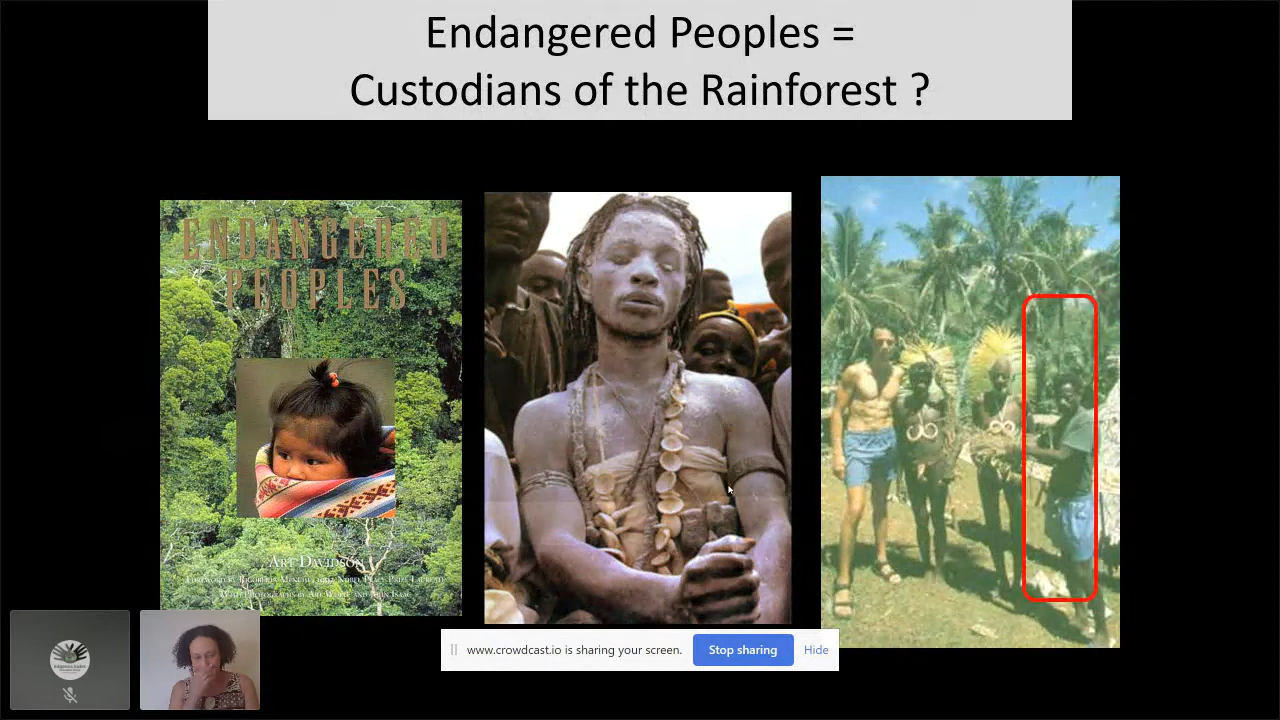 Endangered Peoples =
Custodians of the Rainforest ?
ENDANGERED
PEOPLES
ART DAVIDSON
www.crowdcast.io is sharing your screen.
Stop sharing
Hide